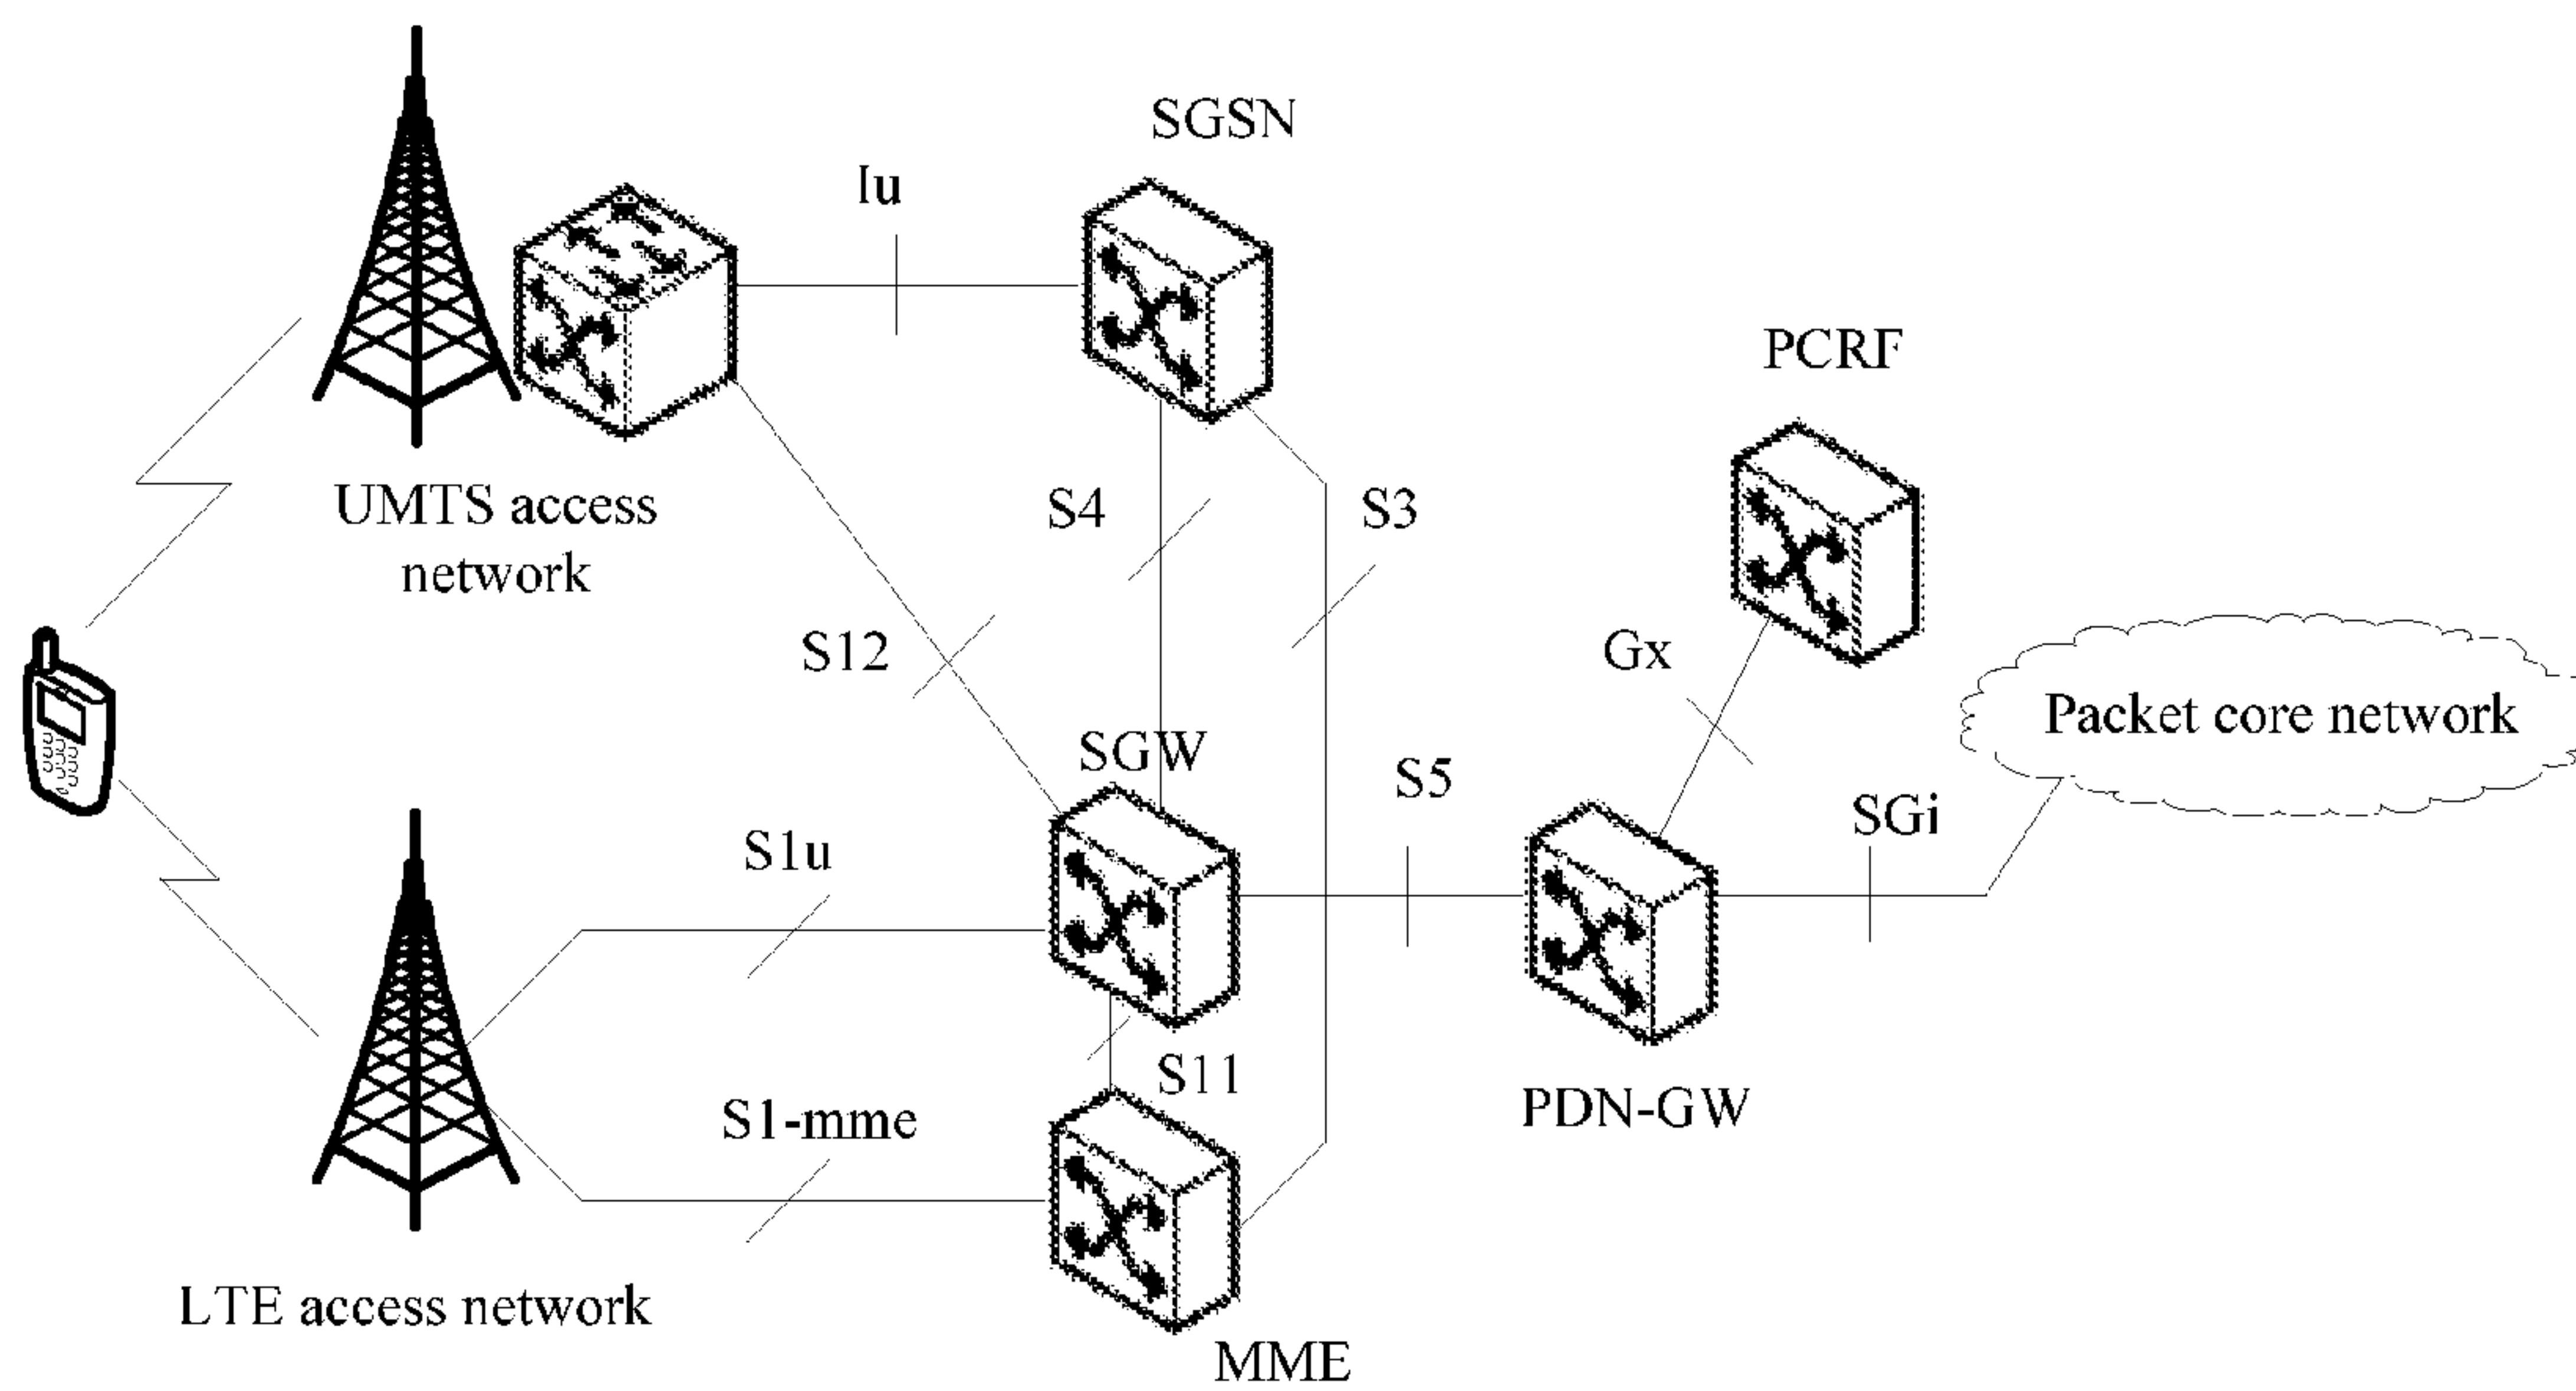 SGSN
Iu
PCRF
UMTS access
network
S4
S3
S12
Gx
Packet core network
SGW
S5
SGi
S1u
S11
S1-mme
PDN-GW
LTE access network
MME